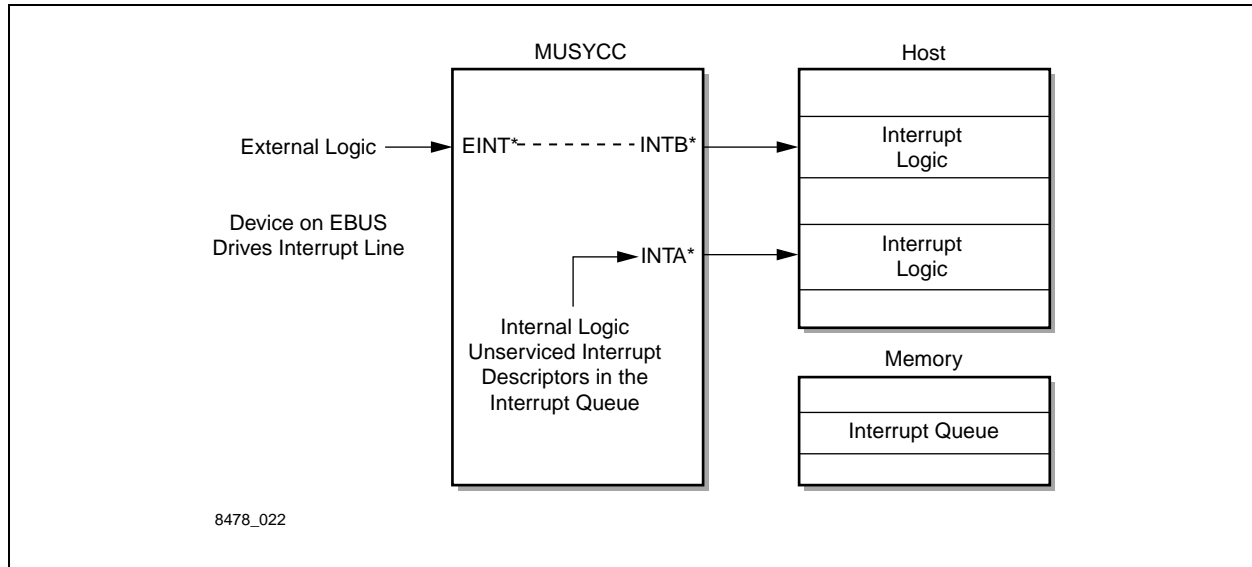 MUSYCC
Host
External Logic
EINT*
INTB*
Interrupt
Logic
Device on EBUS
Drives Interrupt Line
INTA*
Interrupt
Logic
Internal Logic
Unserviced Interrupt
Descriptors in the
Interrupt Queue
Memory
Interrupt Queue
8478_022